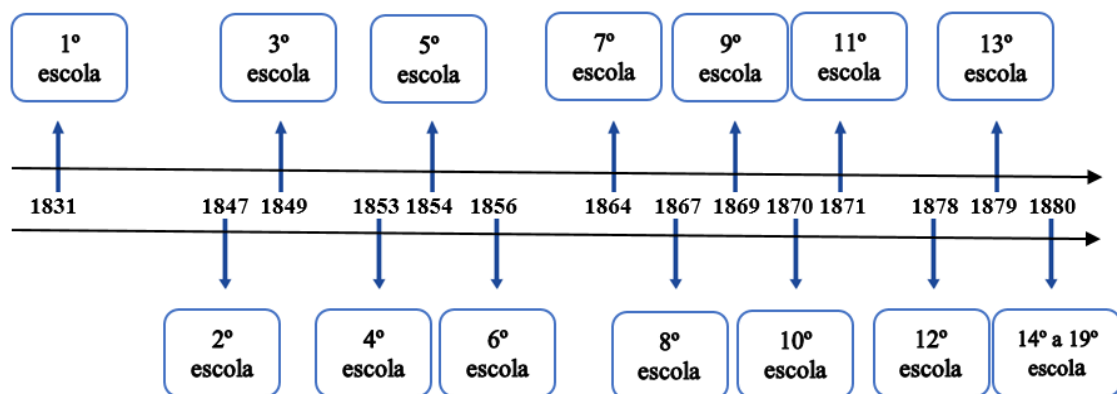 1º
escola
3º
escola
5º
escola
7º
escola
9º
escola
11º
escola
13º
escola
1831 1847 1849 1853 1854 1856 1864 1867 1869 1870 1871 1878 1879 1880
2º
escola
4º
escola
6º
escola
8º
escola
10º
escola
12º
escola
14º a 19º
escola